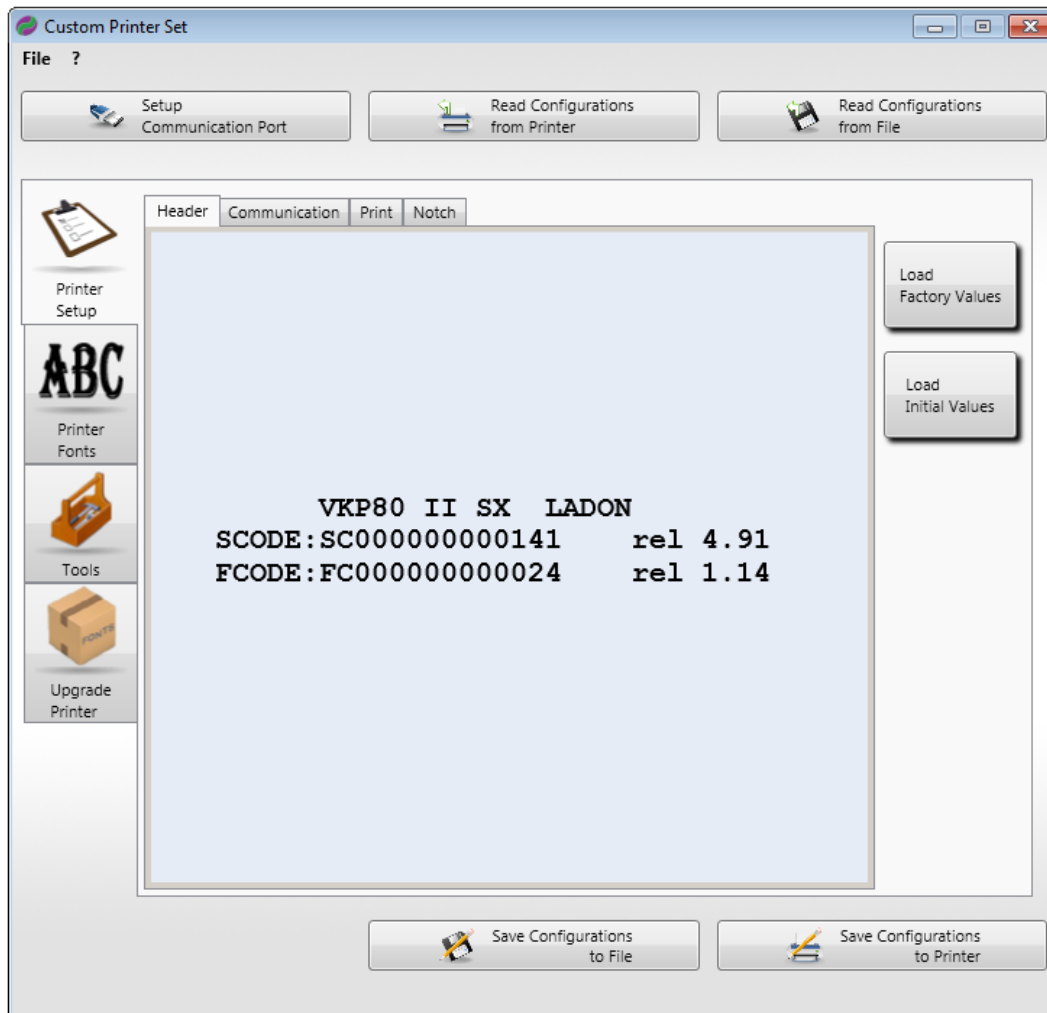 Custom Printer Set
File ?
Setup
Communication Port
Read Configurations
from Printer
Read Configurations
from File
Header Communication Print Notch
Printer
Setup
ABC
Printer
Fonts
Tools
FONTS
Upgrade
Printer
VKP80 II SX LADON
SCODE:SC000000000141 rel 4.91
FCODE:FC000000000024 rel 1.14
Load
Factory Values
Load
Initial Values
Save Configurations
to File
Save Configurations
to Printer